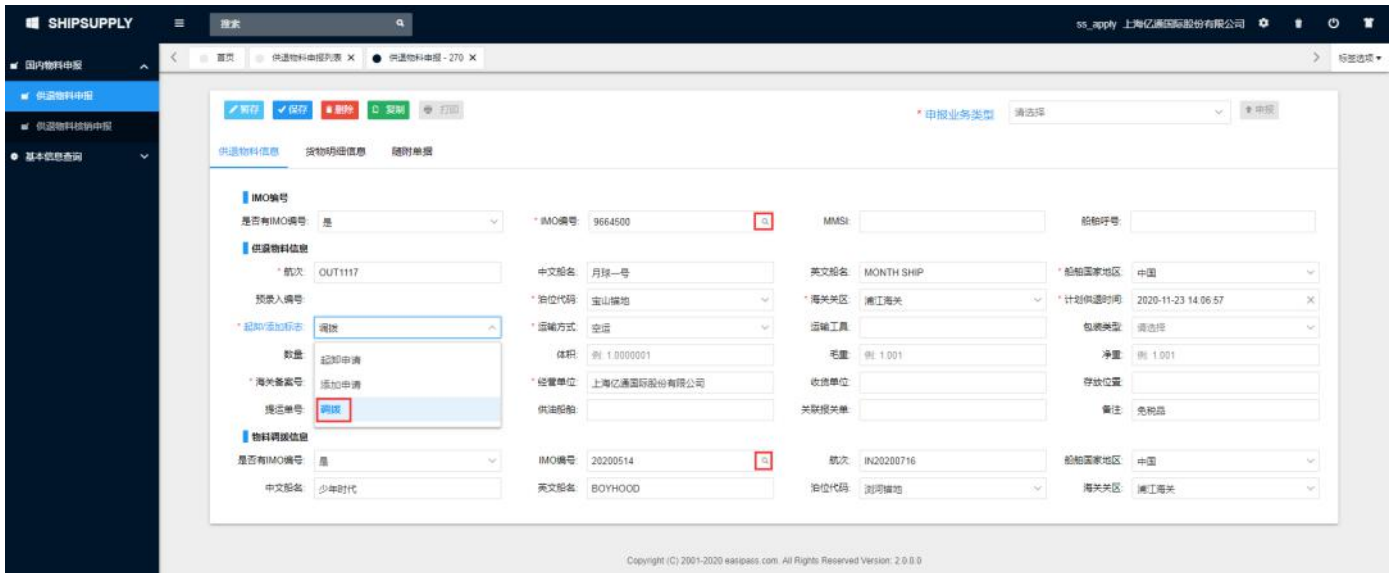 SHIPSUPPLY 搜索 ss_apply 上海亿通国际股份有限公司
国内物料申报 首页 供退物料申报列表 供退物料申报 - 270 标签选项
供退物料申报
供退物料核销申报
基本信息查询
暂存 保存 删除 复制 打印 * 申报业务类型 请选择 申报
供退物料信息 货物明细信息 随附单据
IMO编号
是否有IMO编号: 是 * IMO编号: 9664500 MMSI: 船舶呼号:
供退物料信息
* 航次: OUT1117 中文船名: 月球一号 英文船名: MONTH SHIP * 船舶国家地区: 中国
预录入编号: * 泊位代码: 宝山锚地 * 海关关区: 浦江海关 * 计划供退时间: 2020-11-23 14:06:57
* 起卸/添加标志: 调拨 * 运输方式: 空运 运输工具: 包装类型: 请选择
数量: 体积: 例: 1.0000001 毛重: 例: 1.001 净重: 例: 1.001
起卸申请
* 海关备案号: 添加申请 * 经营单位: 上海亿通国际股份有限公司 收货单位: 存放位置:
提运单号: 调拨 供油船舶: 关联报关单: 备注: 免税品
物料调拨信息
是否有IMO编号: 是 IMO编号: 20200514 航次: IN20200716 船舶国家地区: 中国
中文船名: 少年时代 英文船名: BOYHOOD 泊位代码: 浏河锚地 海关关区: 浦江海关
Copyright (C) 2001-2020 easipass.com. All Rights Reserved Version: 2.0.0.0